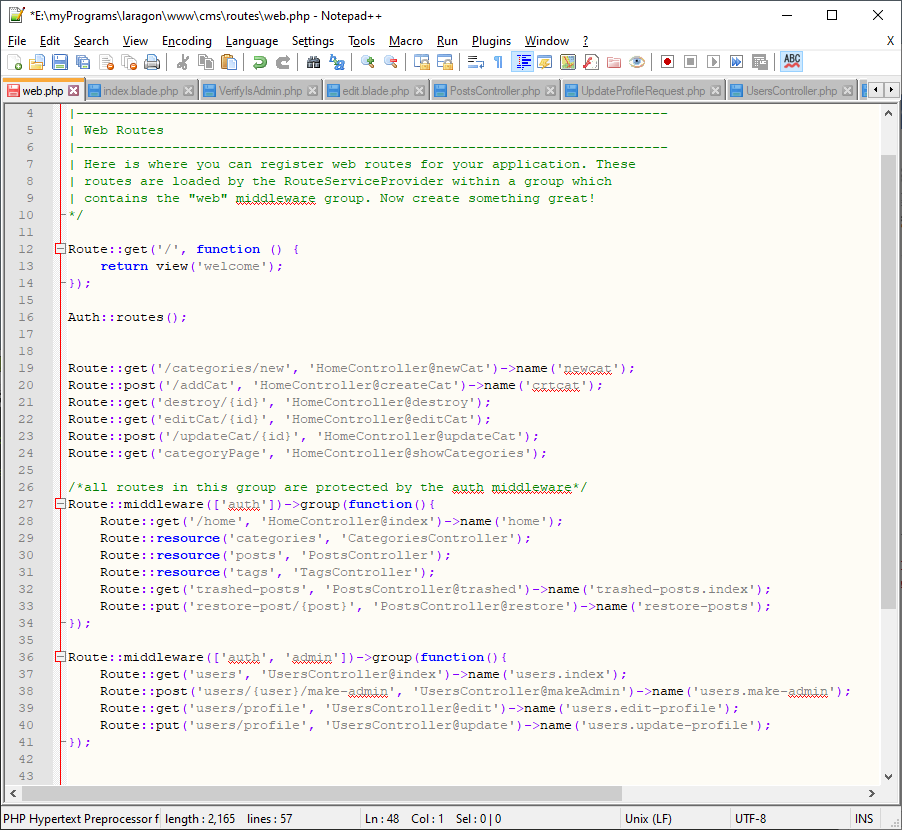 *E:\myPrograms\laragon\www\cms\routes\web.php - Notepad++
File Edit Search View Encoding Language Settings Tools Macro Run Plugins Window ? X
ABC
web.php index.blade.php VerifyIsAdmin.php edit.blade.php PostsController.php UpdateProfileRequest.php UsersController.php
4 |--------------------------------------------------------------------------
5 | Web Routes
6 |--------------------------------------------------------------------------
7 | Here is where you can register web routes for your application. These
8 | routes are loaded by the RouteServiceProvider within a group which
9 | contains the "web" middleware group. Now create something great!
10 */
11
12 Route::get('/', function () {
13     return view('welcome');
14 });
15
16 Auth::routes();
17
18
19 Route::get('/categories/new', 'HomeController@newCat')->name('newcat');
20 Route::post('/addCat', 'HomeController@createCat')->name('crtcat');
21 Route::get('destroy/{id}', 'HomeController@destroy');
22 Route::get('editCat/{id}', 'HomeController@editCat');
23 Route::post('/updateCat/{id}', 'HomeController@updateCat');
24 Route::get('categoryPage', 'HomeController@showCategories');
25
26 /*all routes in this group are protected by the auth middleware*/
27 Route::middleware(['auth'])->group(function(){
28     Route::get('/home', 'HomeController@index')->name('home');
29     Route::resource('categories', 'CategoriesController');
30     Route::resource('posts', 'PostsController');
31     Route::resource('tags', 'TagsController');
32     Route::get('trashed-posts', 'PostsController@trashed')->name('trashed-posts.index');
33     Route::put('restore-post/{post}', 'PostsController@restore')->name('restore-posts');
34 });
35
36 Route::middleware(['auth', 'admin'])->group(function(){
37     Route::get('users', 'UsersController@index')->name('users.index');
38     Route::post('users/{user}/make-admin', 'UsersController@makeAdmin')->name('users.make-admin');
39     Route::get('users/profile', 'UsersController@edit')->name('users.edit-profile');
40     Route::put('users/profile', 'UsersController@update')->name('users.update-profile');
41 });
42
43
PHP Hypertext Preprocessor f length : 2,165 lines : 57 Ln : 48 Col : 1 Sel : 0 | 0 Unix (LF) UTF-8 INS